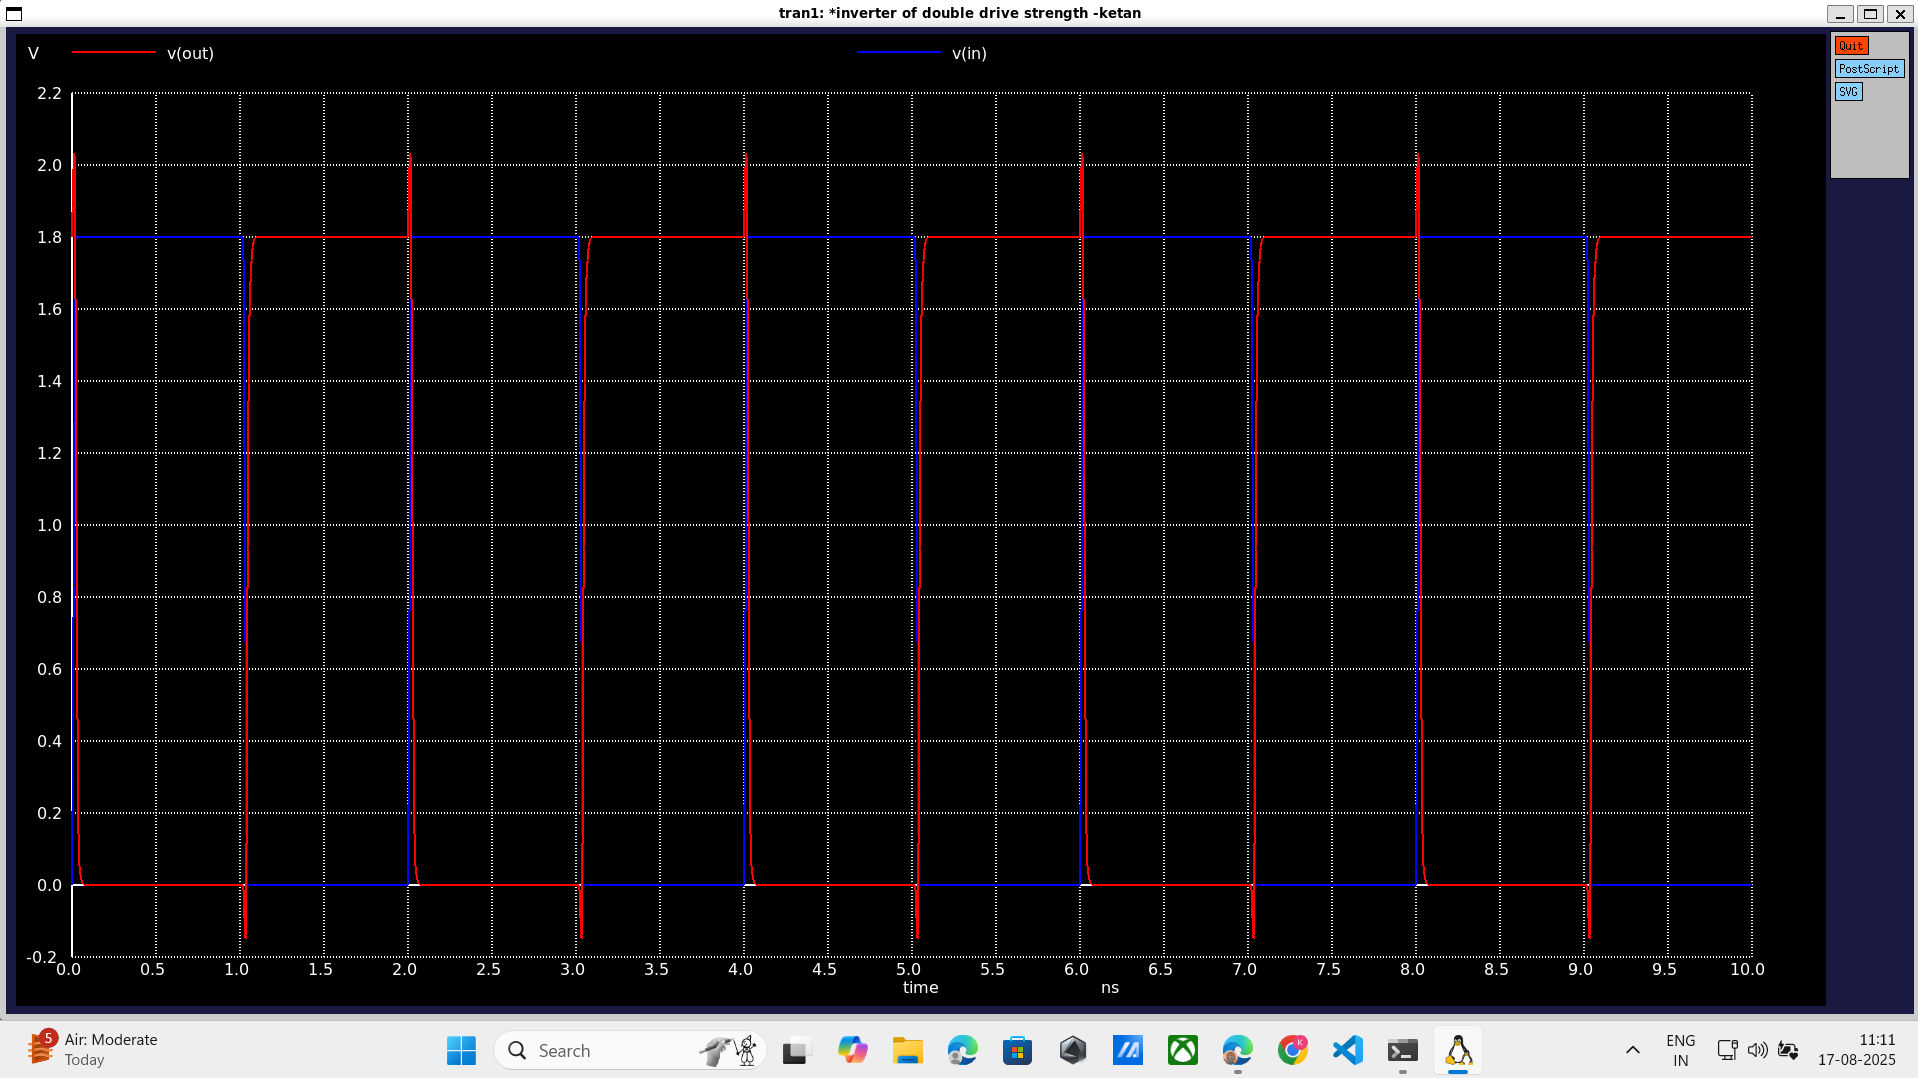 tran1: *inverter of double drive strength -ketan
V v(out) v(in)
Quit
PostScript
SVG
2.2
2.0
1.8
1.6
1.4
1.2
1.0
0.8
0.6
0.4
0.2
0.0
-0.2
0.0 0.5 1.0 1.5 2.0 2.5 3.0 3.5 4.0 4.5 5.0 5.5 6.0 6.5 7.0 7.5 8.0 8.5 9.0 9.5 10.0
time ns
5
Air: Moderate
Today
Search
K
ENG
IN
11:11
17-08-2025